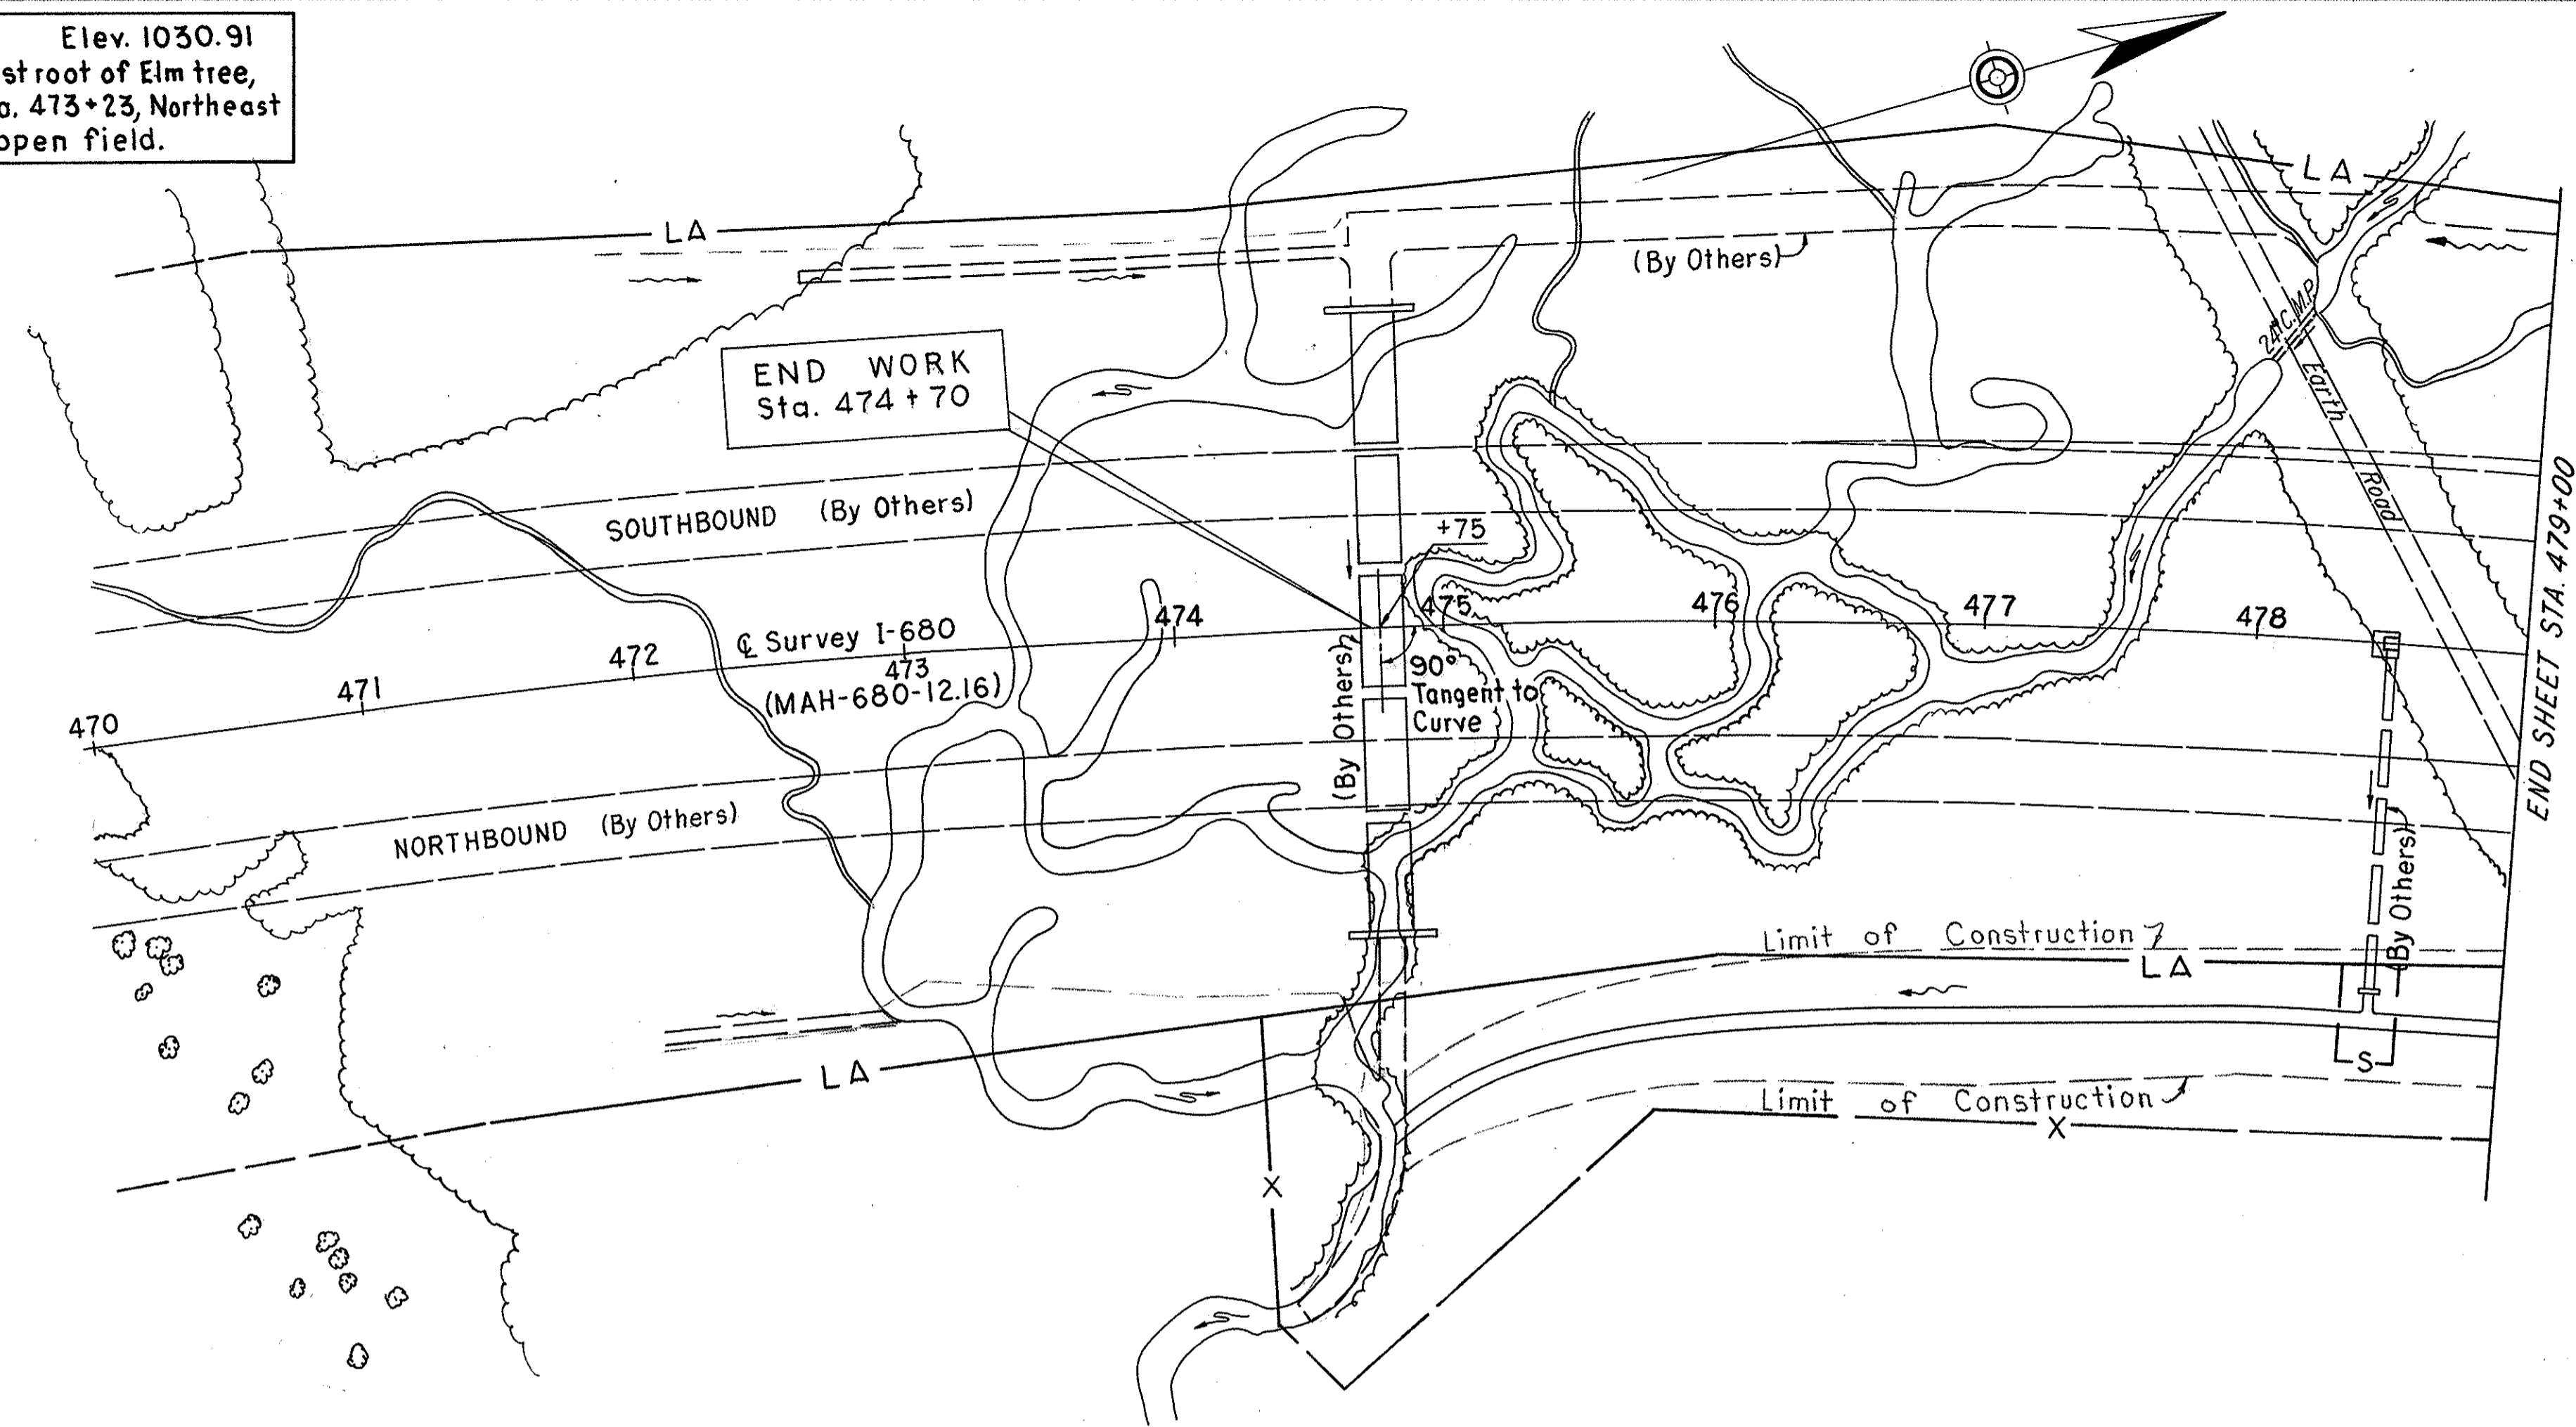 Elev. 1030.91
st root of Elm tree,
a. 473+23, Northeast
open field.
LA
LA
(By Others)
24" C.M.P.
Earth Road
END WORK
Sta. 474+70
SOUTHBOUND (By Others)
+75
470
471
472
473
474
475
476
477
478
℄ Survey I-680
(MAH-680-12.16)
(By Others)
90°
Tangent to
Curve
END SHEET STA. 479+00
NORTHBOUND (By Others)
(By Others)
Limit of Construction
LA
LA
S
Limit of Construction
X
X